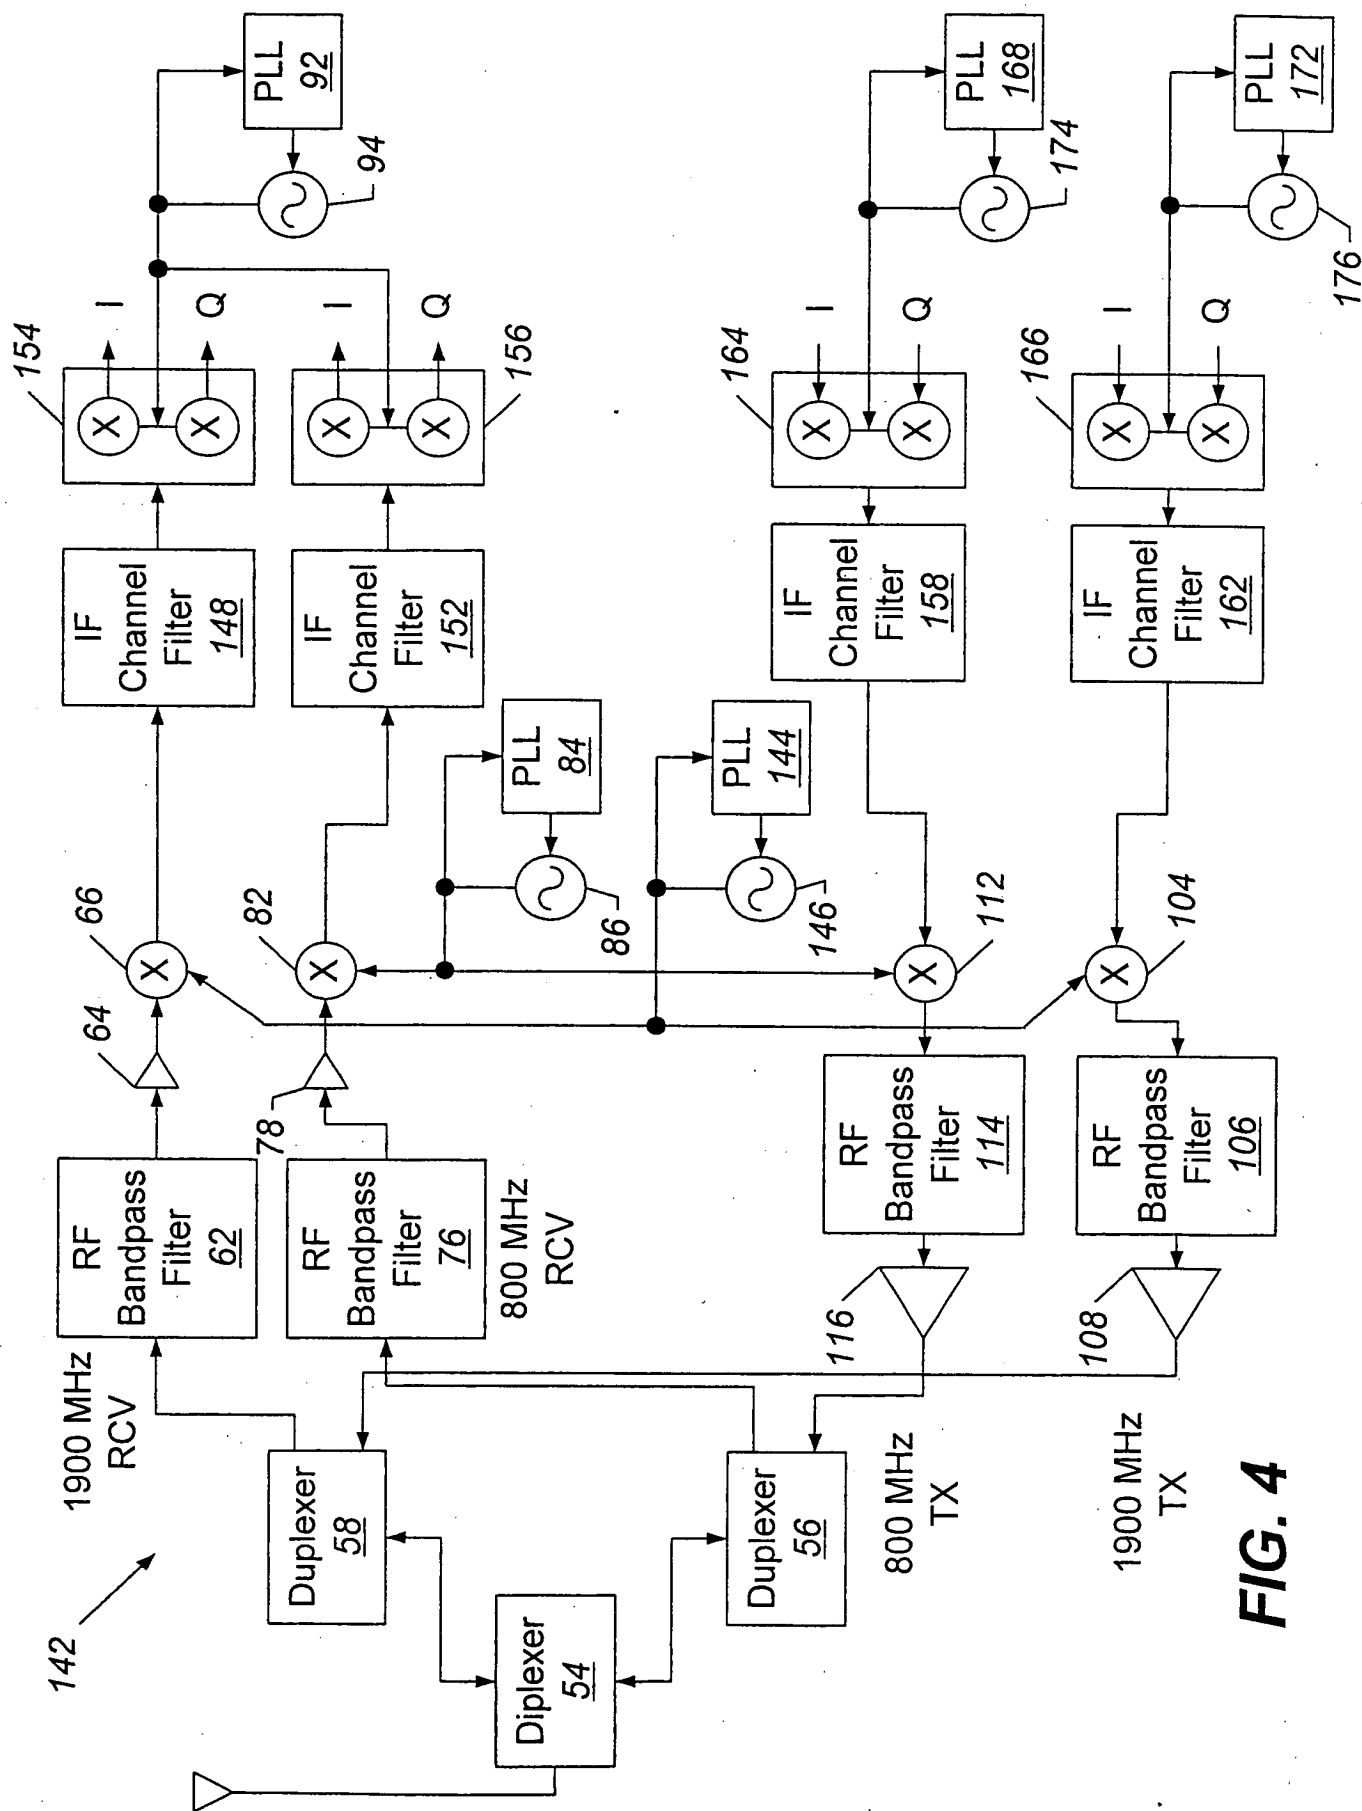 142
1900 MHz
RCV
RF
Bandpass
Filter
62
64
66
IF
Channel
Filter
148
154
X
X
I
Q
PLL
92
94
X
Duplexer
58
RF
Bandpass
Filter
76
800 MHz
RCV
78
82
X
IF
Channel
Filter
152
156
X
X
I
Q
PLL
84
86
Diplexer
54
PLL
144
146
Duplexer
56
800 MHz
TX
116
RF
Bandpass
Filter
114
X
112
IF
Channel
Filter
158
164
X
X
I
Q
PLL
168
174
1900 MHz
TX
108
RF
Bandpass
Filter
106
X
104
IF
Channel
Filter
162
166
X
X
I
Q
PLL
172
176
FIG. 4